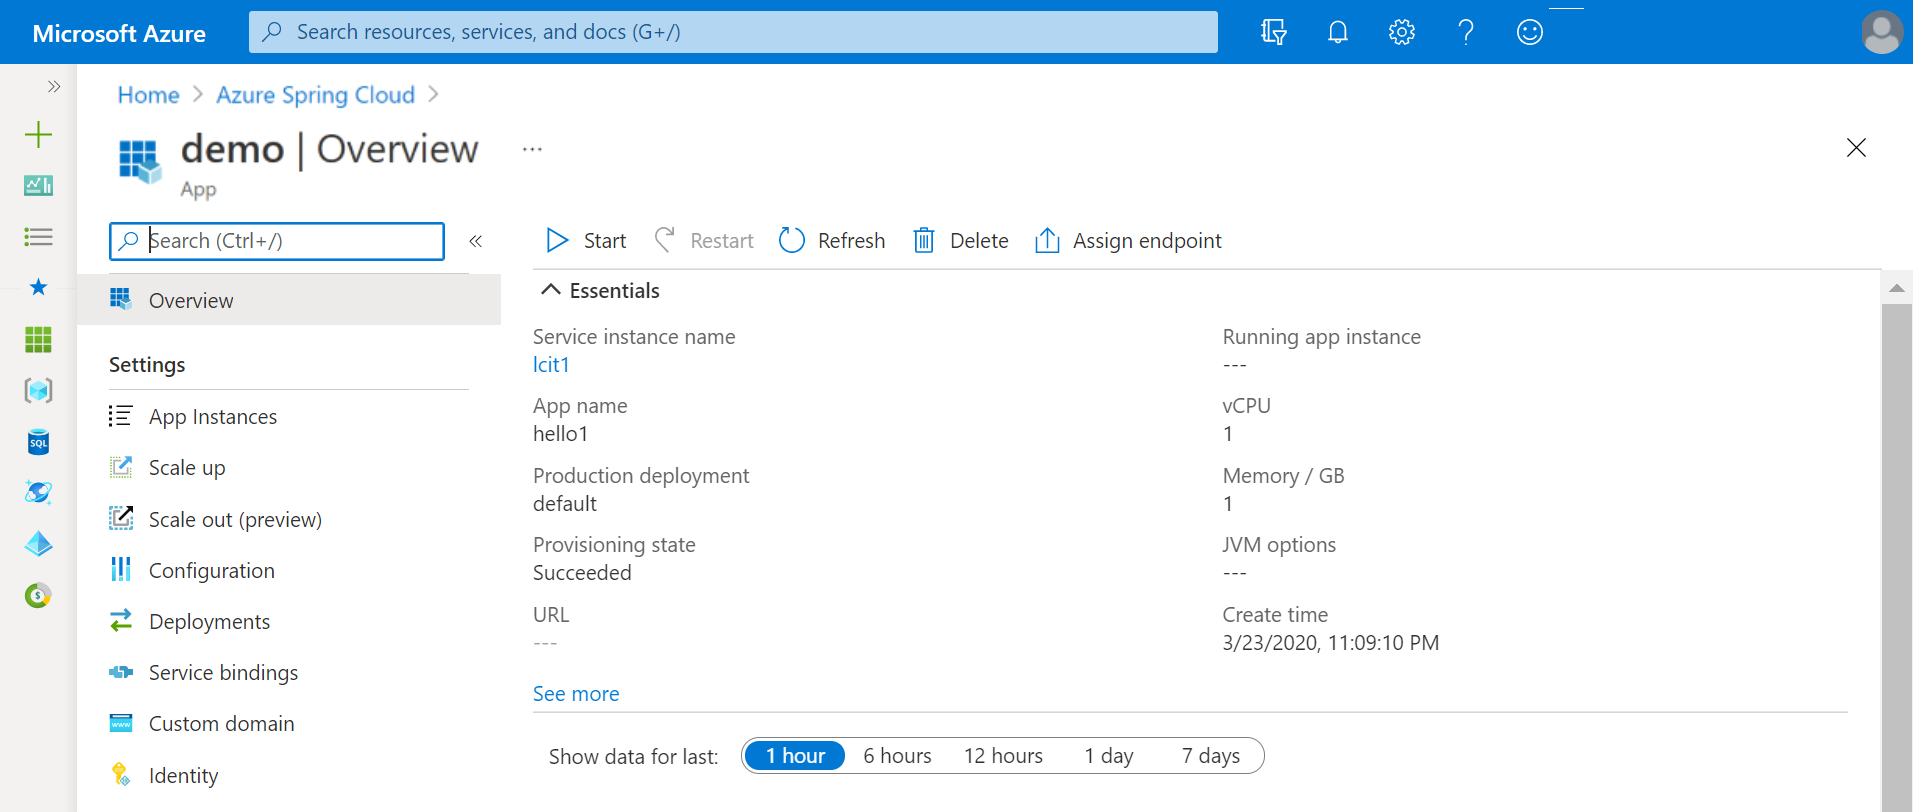 Microsoft Azure
Search resources, services, and docs (G+/)
Home > Azure Spring Cloud >
demo | Overview ...
App
Search (Ctrl+/)
Start Restart Refresh Delete Assign endpoint
Overview
Settings
App Instances
Scale up
Scale out (preview)
Configuration
Deployments
Service bindings
Custom domain
Identity
Essentials
Service instance name
lcit1
App name
hello1
Production deployment
default
Provisioning state
Succeeded
URL
---
See more
Running app instance
---
vCPU
1
Memory / GB
1
JVM options
---
Create time
3/23/2020, 11:09:10 PM
Show data for last: 1 hour 6 hours 12 hours 1 day 7 days
SQL
www
$